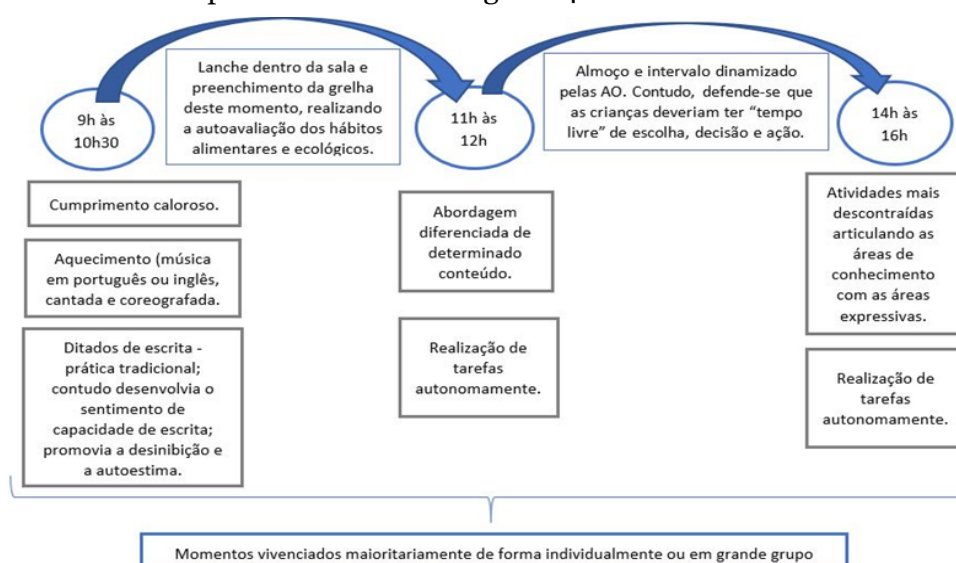 9h às
10h30
Lanche dentro da sala e
preenchimento da grelha
deste momento, realizando
a autoavaliação dos hábitos
alimentares e ecológicos.
11h às
12h
Almoço e intervalo dinamizado
pelas AO. Contudo, defende-se que
as crianças deveriam ter “tempo
livre” de escolha, decisão e ação.
14h às
16h
Cumprimento caloroso.
Aquecimento (música
em português ou inglês,
cantada e coreografada.
Ditados de escrita -
prática tradicional;
contudo desenvolvia o
sentimento de
capacidade de escrita;
promovia a desinibição e
a autoestima.
Abordagem
diferenciada de
determinado
conteúdo.
Realização de
tarefas
autonomamente.
Atividades mais
descontraídas
articulando as
áreas de
conhecimento
com as áreas
expressivas.
Realização de
tarefas
autonomamente.
Momentos vivenciados maioritariamente de forma individualmente ou em grande grupo